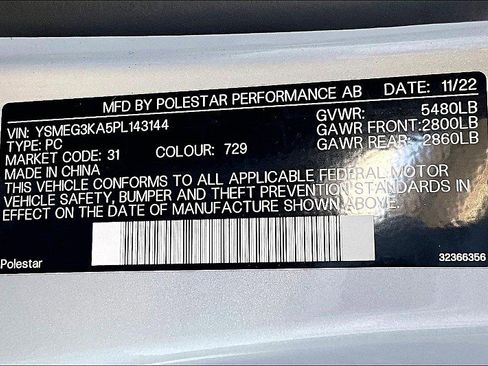 MFD BY POLESTAR PERFORMANCE AB DATE: 11/22
VIN: YSMEG3KA5PL143144 GVWR: 5480LB
TYPE: PC GAWR FRONT:2800LB
MARKET CODE: 31 COLOUR: 729 GAWR REAR: 2860LB
MADE IN CHINA
THIS VEHICLE CONFORMS TO ALL APPLICABLE FEDERAL MOTOR
VEHICLE SAFETY, BUMPER AND THEFT PREVENTION STANDARDS IN
EFFECT ON THE DATE OF MANUFACTURE SHOWN ABOVE.
Polestar 32366356